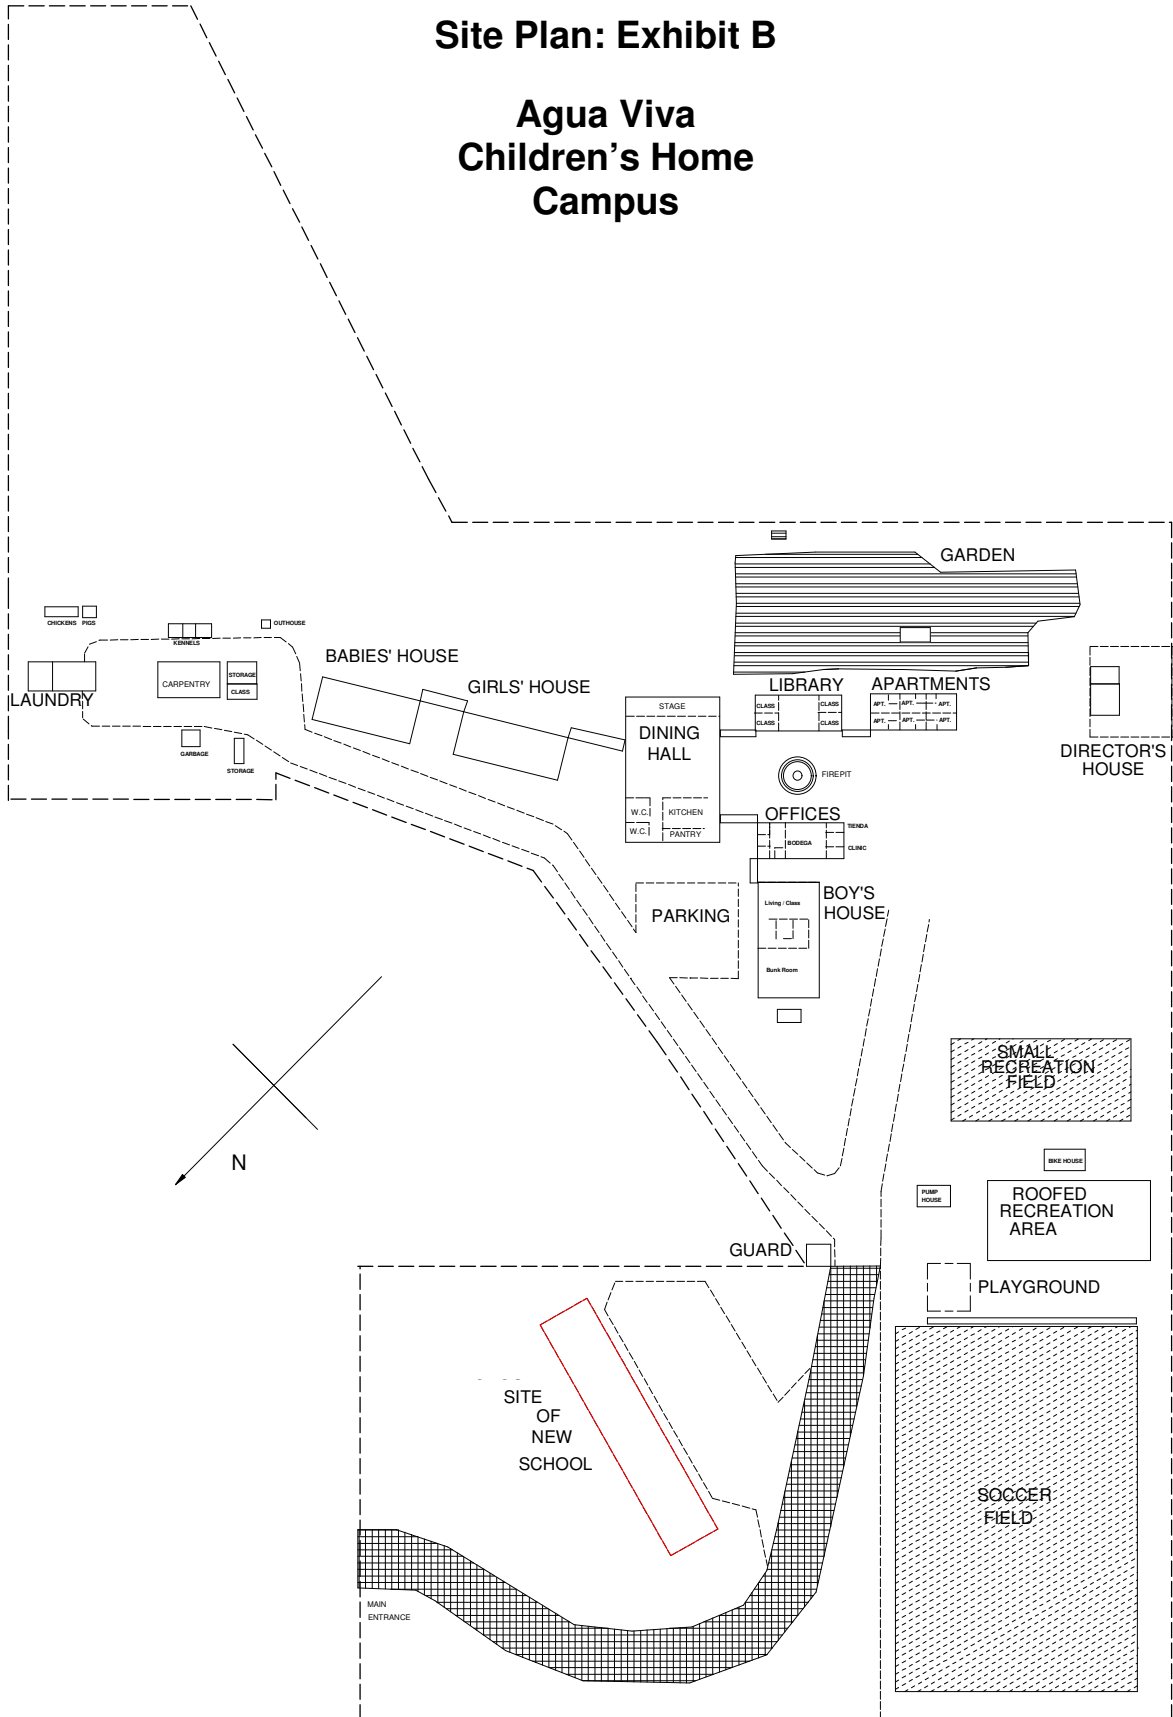 Site Plan: Exhibit B
Agua Viva
Children's Home
Campus
GARDEN
CHICKENS
PIGS
KENNELS
OUTHOUSE
BABIES' HOUSE
GIRLS' HOUSE
LAUNDRY
CARPENTRY
STORAGE
CLASS
GARBAGE
STORAGE
STAGE
DINING
HALL
W.C.
W.C.
KITCHEN
PANTRY
LIBRARY
CLASS
CLASS
CLASS
CLASS
APARTMENTS
APT.
APT.
APT.
APT.
APT.
APT.
DIRECTOR'S
HOUSE
FIREPIT
OFFICES
TIENDA
BODEGA
CLINIC
PARKING
BOY'S
HOUSE
Living / Class
Bunk Room
N
SMALL
RECREATION
FIELD
BIKE HOUSE
PUMP
HOUSE
ROOFED
RECREATION
AREA
GUARD
PLAYGROUND
SITE
OF
NEW
SCHOOL
SOCCER
FIELD
MAIN
ENTRANCE